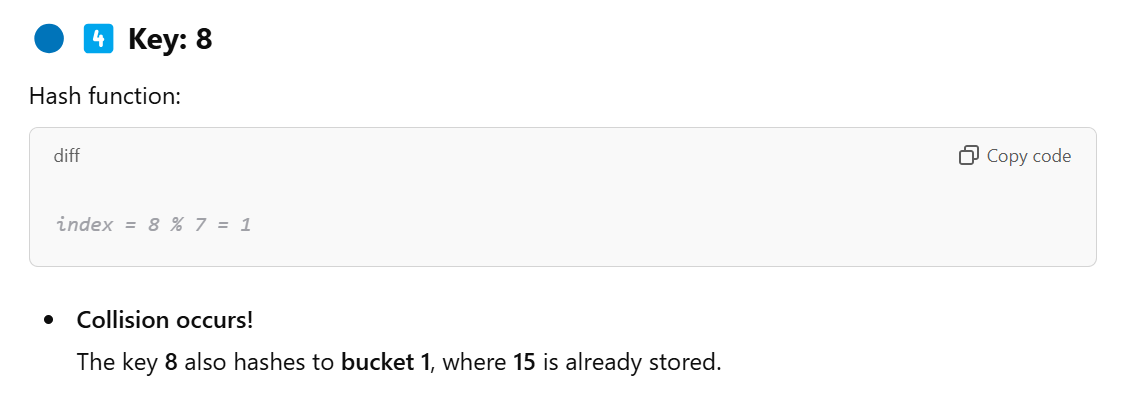 4 Key: 8
Hash function:
diff
Copy code
index = 8 % 7 = 1
Collision occurs!
The key 8 also hashes to bucket 1, where 15 is already stored.